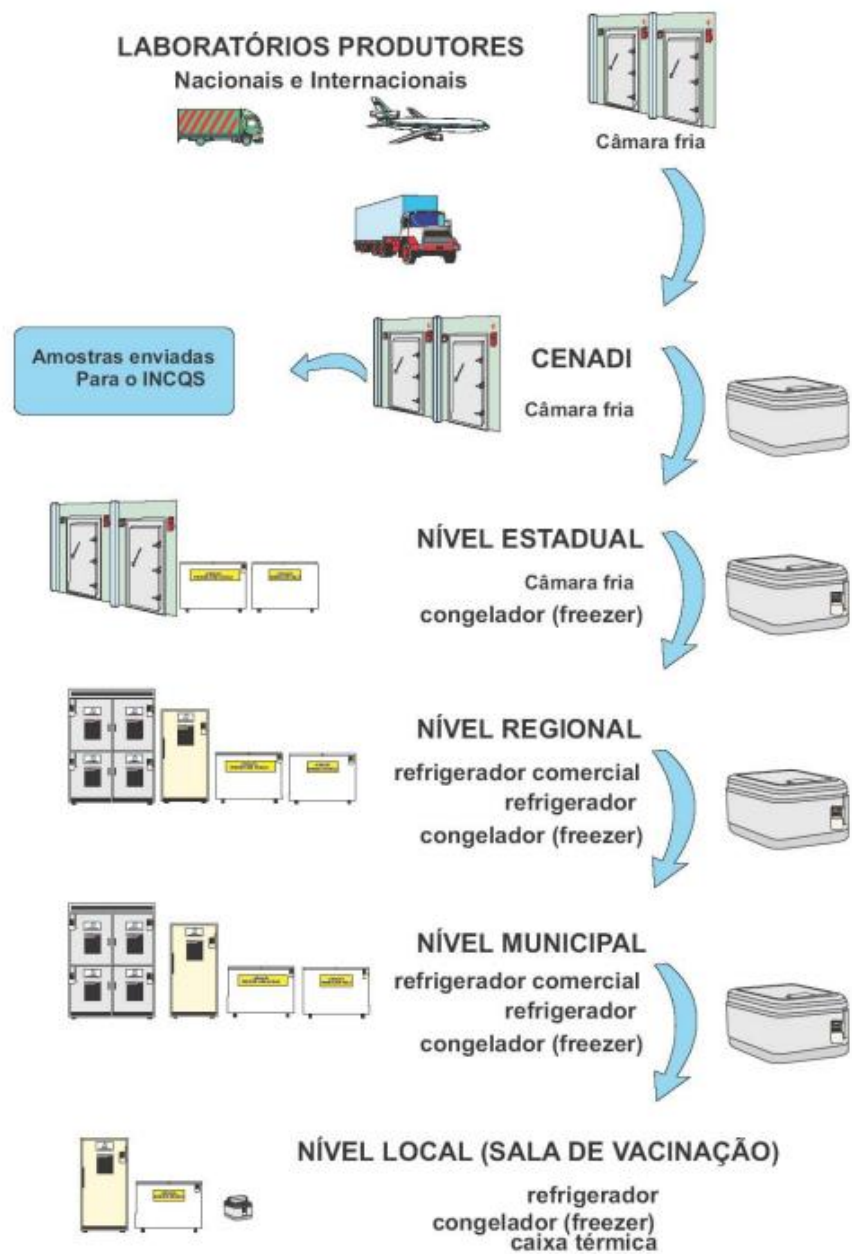 LABORATÓRIOS PRODUTORES
Nacionais e Internacionais
Câmara fria
Amostras enviadas
Para o INCQS
CENADI
Câmara fria
NÍVEL ESTADUAL
Câmara fria
congelador (freezer)
NÍVEL REGIONAL
refrigerador comercial
refrigerador
congelador (freezer)
NÍVEL MUNICIPAL
refrigerador comercial
refrigerador
congelador (freezer)
NÍVEL LOCAL (SALA DE VACINAÇÃO)
refrigerador
congelador (freezer)
caixa térmica